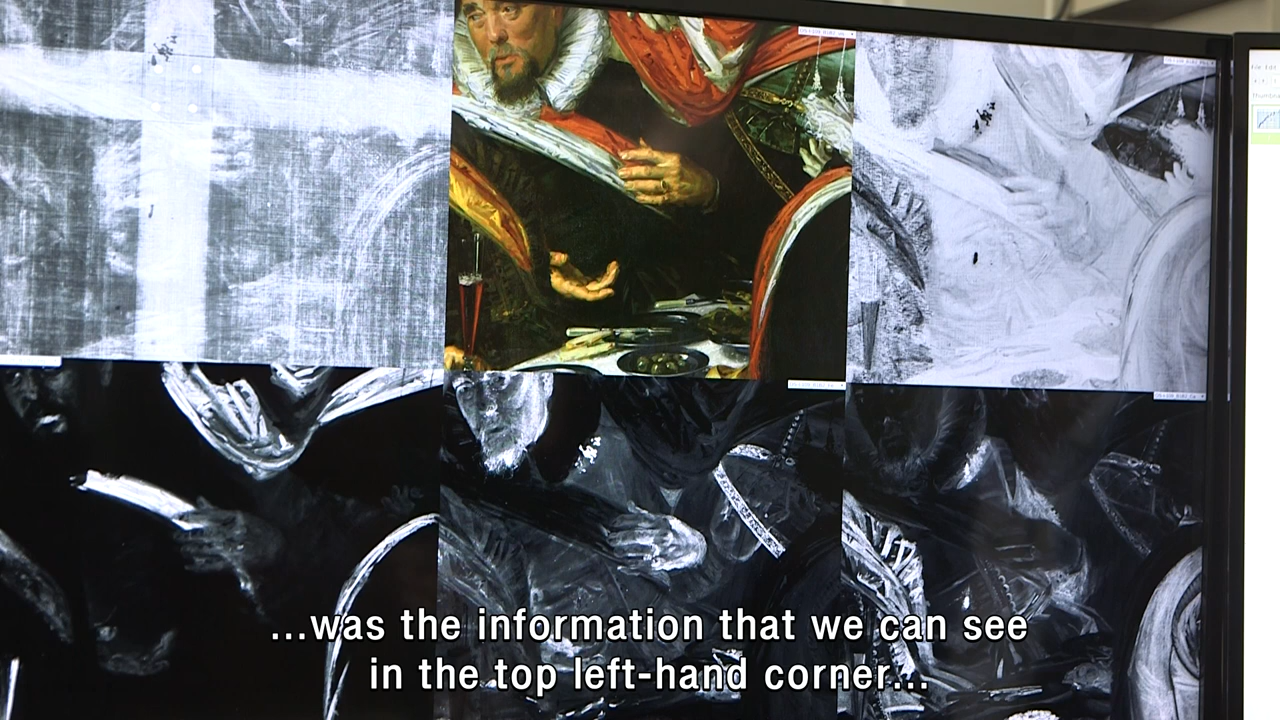 ...was the information that we can see
in the top left-hand corner...